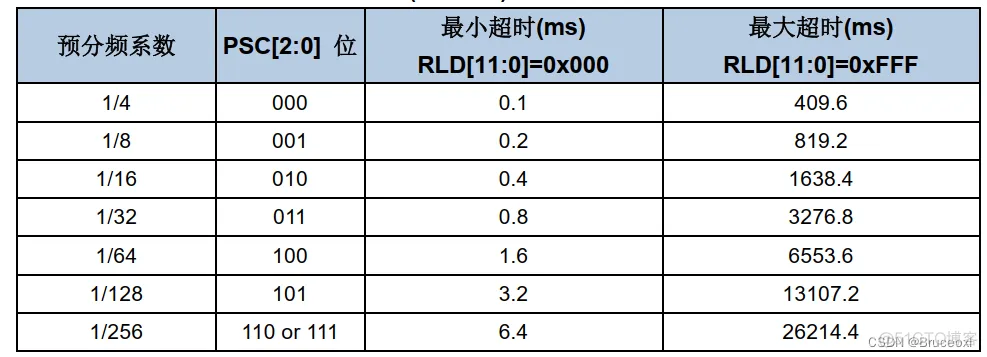 预分频系数 PSC[2:0] 位 最小超时(ms) RLD[11:0]=0x000 最大超时(ms) RLD[11:0]=0xFFF
1/4 000 0.1 409.6
1/8 001 0.2 819.2
1/16 010 0.4 1638.4
1/32 011 0.8 3276.8
1/64 100 1.6 6553.6
1/128 101 3.2 13107.2
1/256 110 or 111 6.4 26214.4
@51CTO博客
CSDN @Bruceoxl